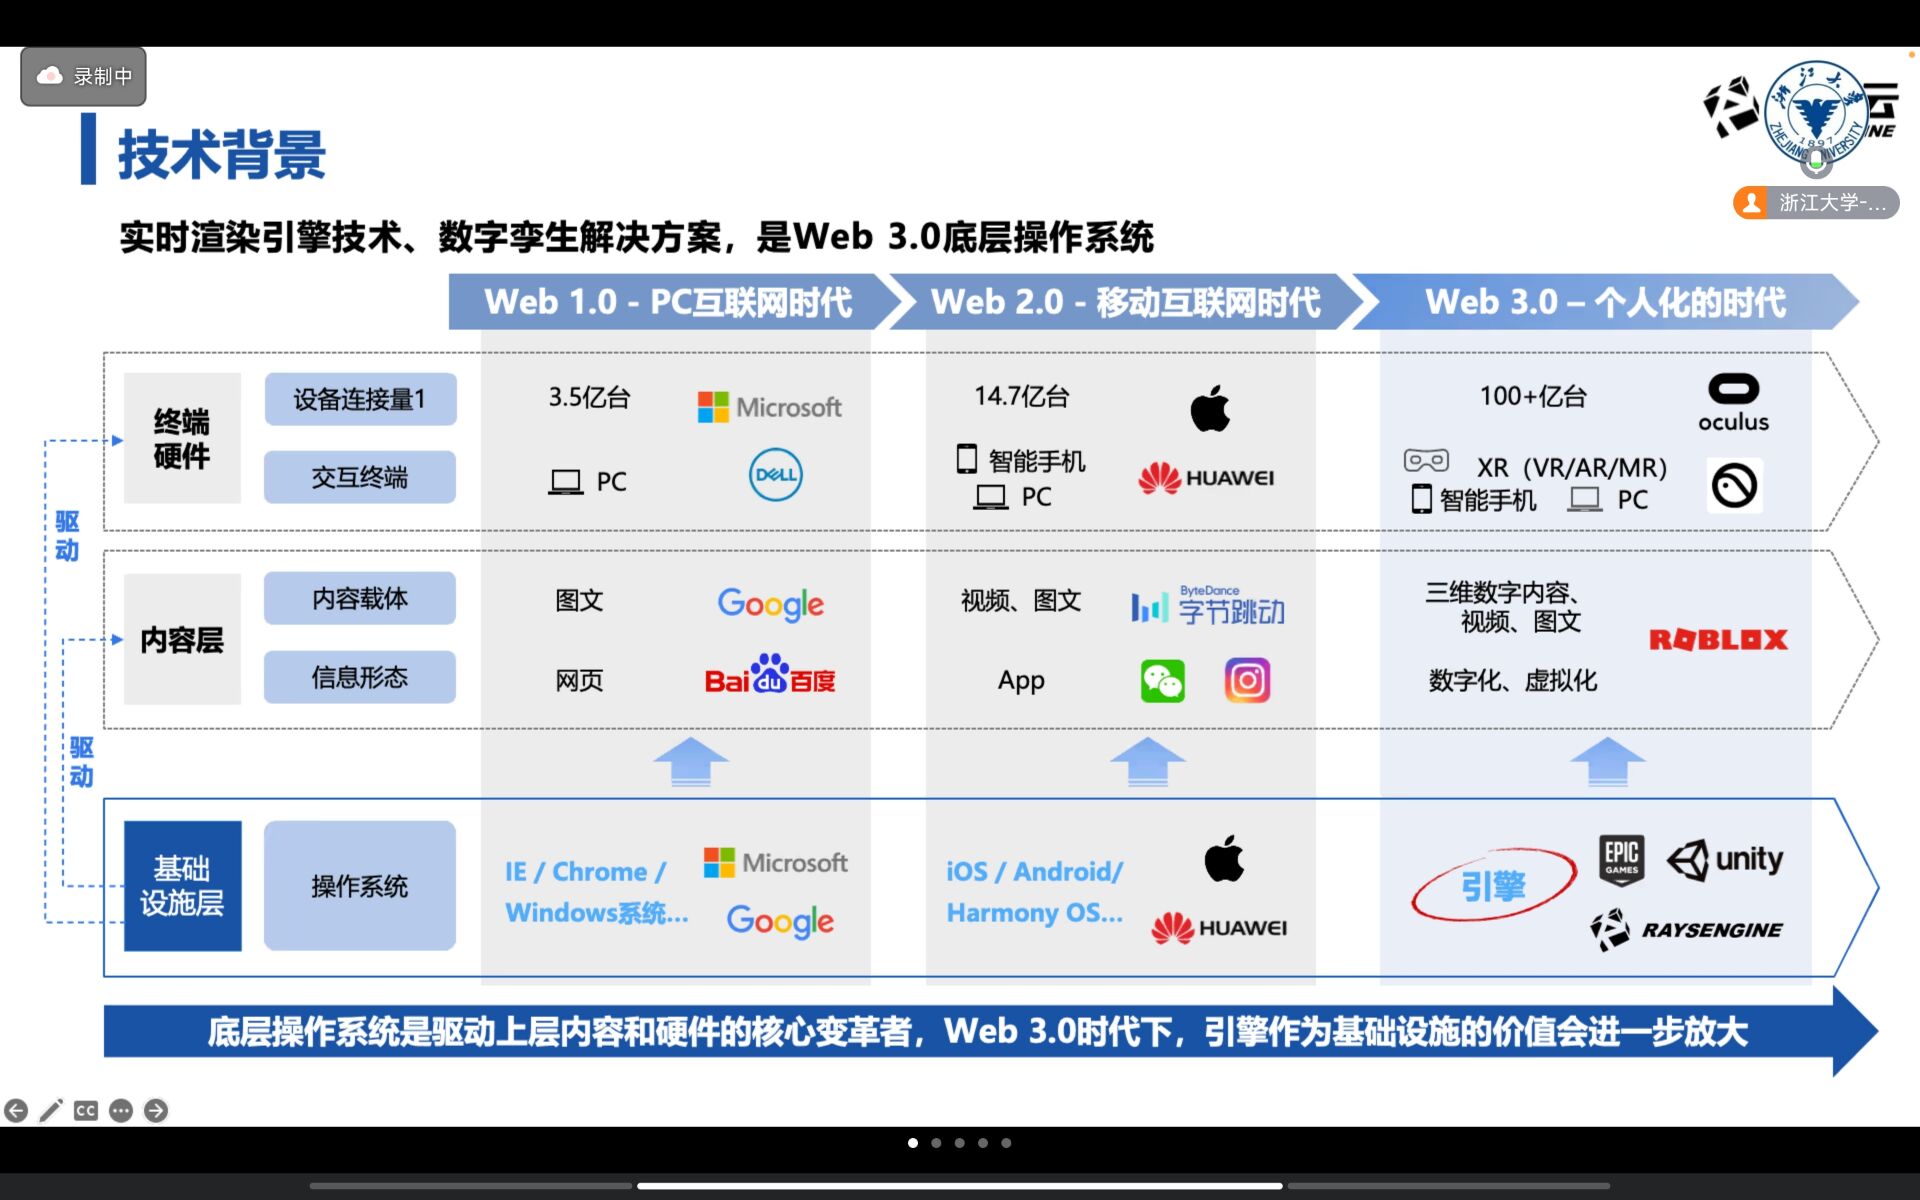 录制中
技术背景
云
NE
浙江大学
ZHEJIANG UNIVERSITY
1897
浙江大学-...
实时渲染引擎技术、数字孪生解决方案，是Web 3.0底层操作系统
Web 1.0 - PC互联网时代
Web 2.0 - 移动互联网时代
Web 3.0 – 个人化的时代
终端
硬件
设备连接量1
3.5亿台
Microsoft
14.7亿台
100+亿台
oculus
交互终端
PC
DELL
智能手机
PC
HUAWEI
XR（VR/AR/MR）
智能手机
PC
驱动
内容层
内容载体
图文
Google
视频、图文
ByteDance
字节跳动
三维数字内容、
视频、图文
ROBLOX
信息形态
网页
Bai du 百度
App
数字化、虚拟化
驱动
基础
设施层
操作系统
IE / Chrome /
Windows系统...
Microsoft
Google
iOS / Android/
Harmony OS...
HUAWEI
引擎
EPIC
GAMES
unity
RAYSENGINE
底层操作系统是驱动上层内容和硬件的核心变革者，Web 3.0时代下，引擎作为基础设施的价值会进一步放大
CC